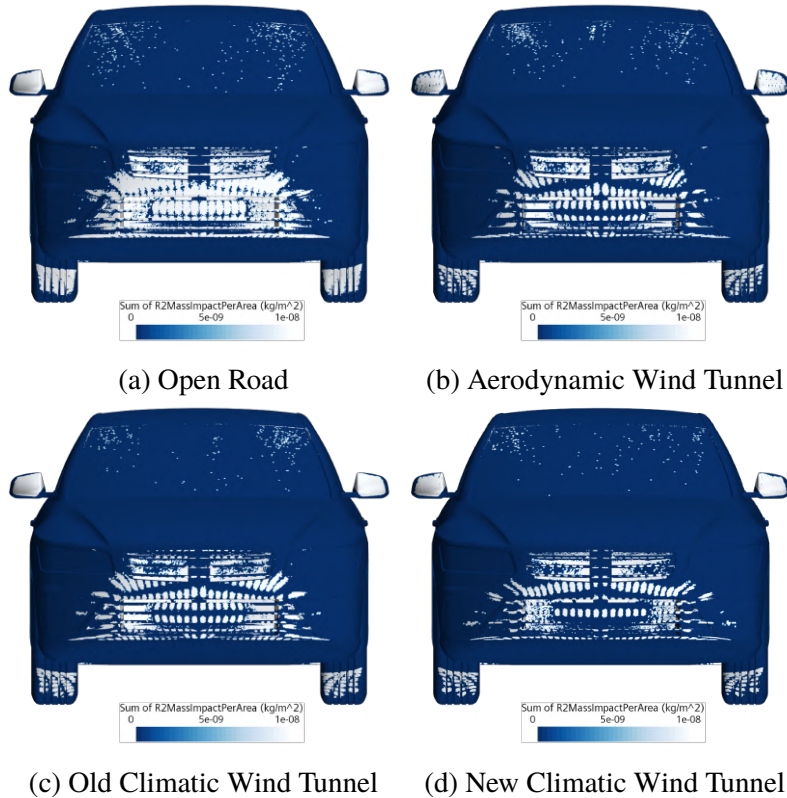 Sum of R2MassImpactPerArea (kg/m^2)
0 5e-09 1e-08
Sum of R2MassImpactPerArea (kg/m^2)
0 5e-09 1e-08
(a) Open Road
(b) Aerodynamic Wind Tunnel
Sum of R2MassImpactPerArea (kg/m^2)
0 5e-09 1e-08
Sum of R2MassImpactPerArea (kg/m^2)
0 5e-09 1e-08
(c) Old Climatic Wind Tunnel
(d) New Climatic Wind Tunnel